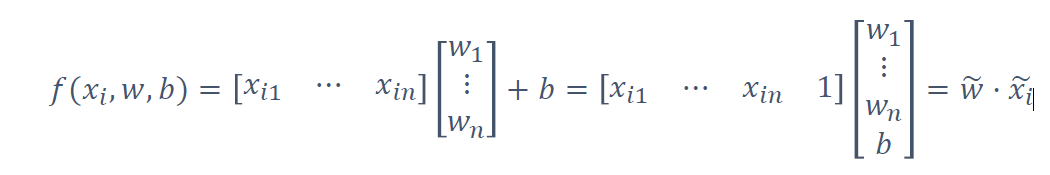 f(x_i, w, b) = [x_{i1} ⋯ x_{in}] [w_1 ⋮ w_n] + b = [x_{i1} ⋯ x_{in} 1] [w_1 ⋮ w_n b] = w̃ · x̃_i